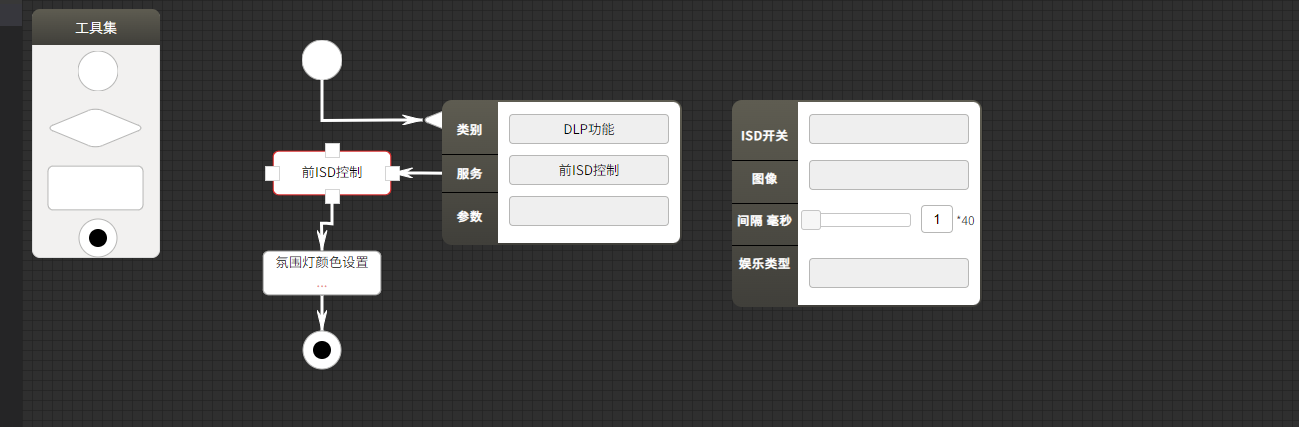 工具集
前ISD控制
氛围灯颜色设置
...
类别
DLP功能
服务
前ISD控制
参数
ISD开关
图像
间隔 毫秒
1
*40
娱乐类型